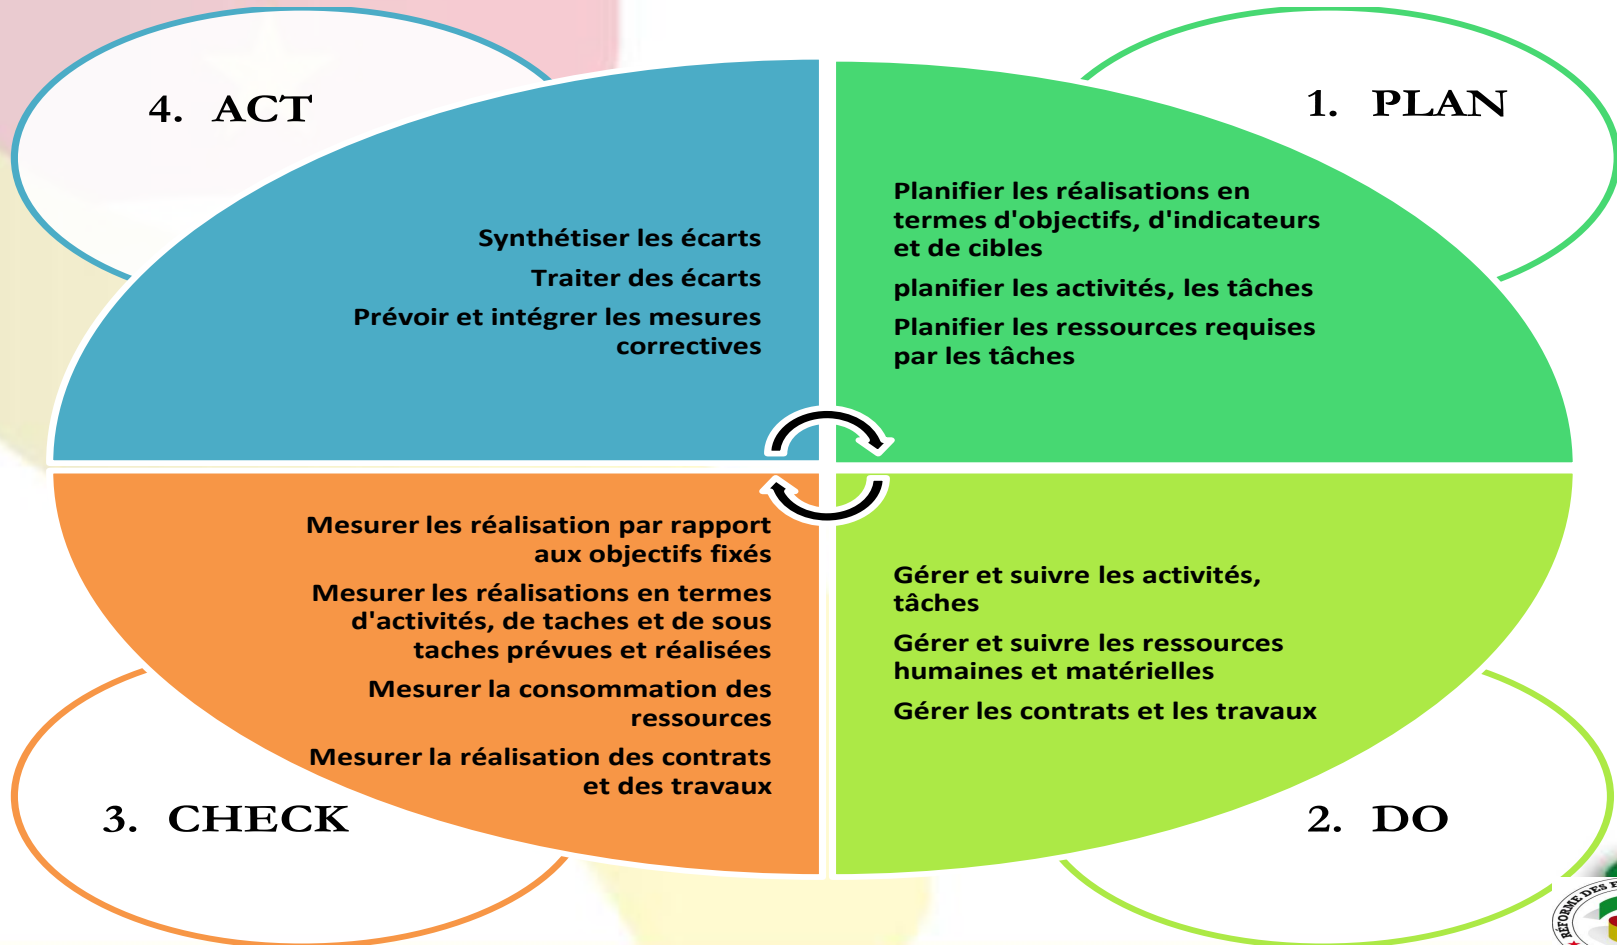 4. ACT
1. PLAN
Synthétiser les écarts
Traiter des écarts
Prévoir et intégrer les mesures
correctives
Planifier les réalisations en
termes d'objectifs, d'indicateurs
et de cibles
planifier les activités, les tâches
Planifier les ressources requises
par les tâches
Mesurer les réalisation par rapport
aux objectifs fixés
Mesurer les réalisations en termes
d'activités, de taches et de sous
taches prévues et réalisées
Mesurer la consommation des
ressources
Mesurer la réalisation des contrats
et des travaux
Gérer et suivre les activités,
tâches
Gérer et suivre les ressources
humaines et matérielles
Gérer les contrats et les travaux
3. CHECK
2. DO
RÉFORME DES